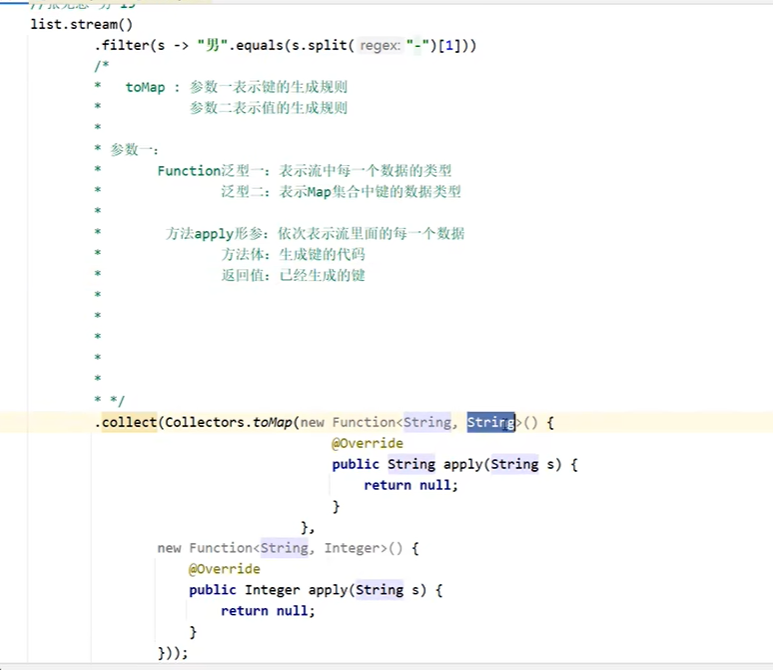 list.stream()
.filter(s -> "男".equals(s.split( regex: "-")[1]))
/*
* toMap : 参数一表示键的生成规则
* 参数二表示值的生成规则
*
* 参数一:
* Function泛型一: 表示流中每一个数据的类型
* 泛型二: 表示Map集合中键的数据类型
*
* 方法apply形参: 依次表示流里面的每一个数据
* 方法体: 生成键的代码
* 返回值: 已经生成的键
*
*
*
*
*
* */
.collect(Collectors.toMap(new Function<String, String>() {
@Override
public String apply(String s) {
return null;
}
},
new Function<String, Integer>() {
@Override
public Integer apply(String s) {
return null;
}
}));